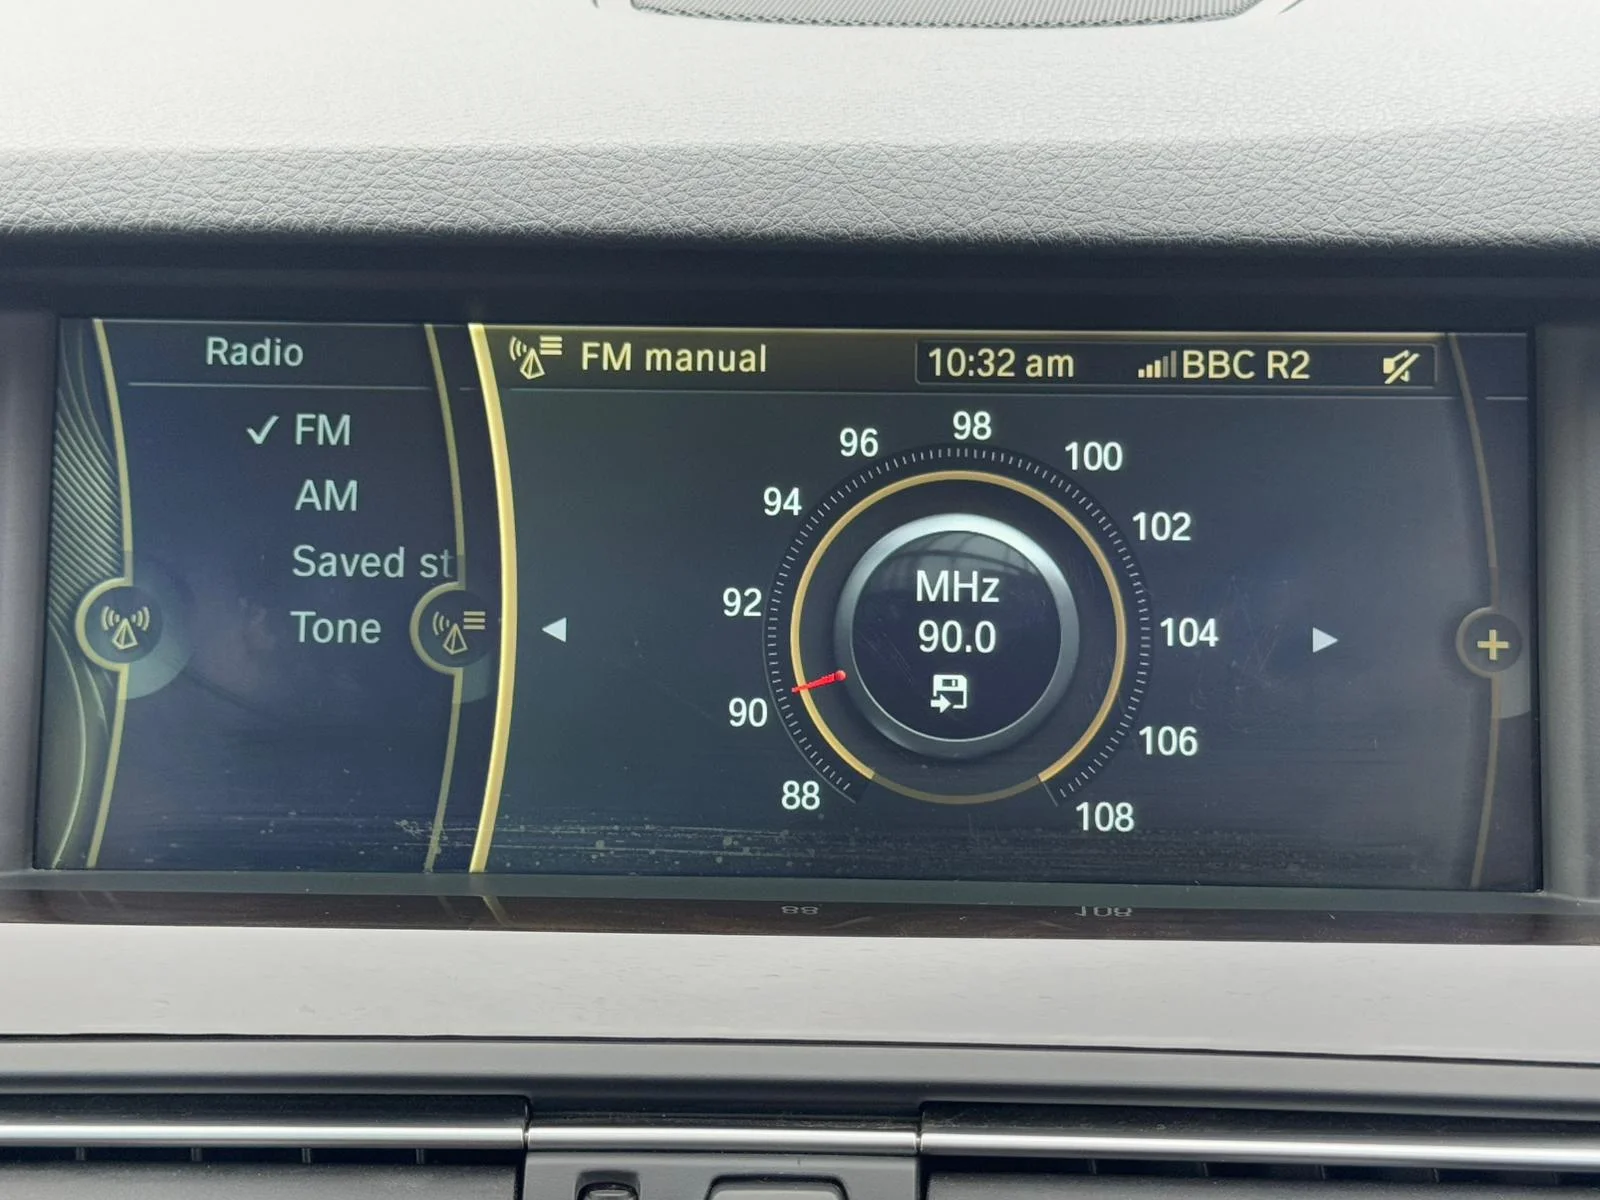 Radio
FM manual
10:32 am
BBC R2
✓ FM
AM
Saved st
Tone
88
90
92
94
96
98
100
102
104
106
108
MHz
90.0